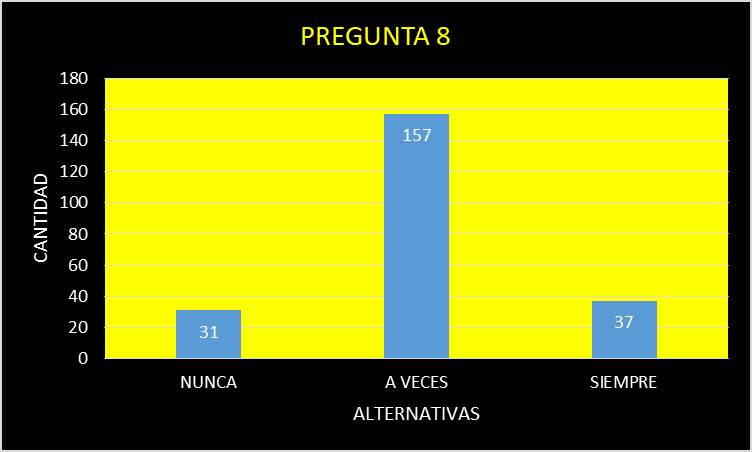 PREGUNTA 8
180
160
140
120
100
80
60
40
20
0
CANTIDAD
31
157
37
NUNCA
A VECES
SIEMPRE
ALTERNATIVAS